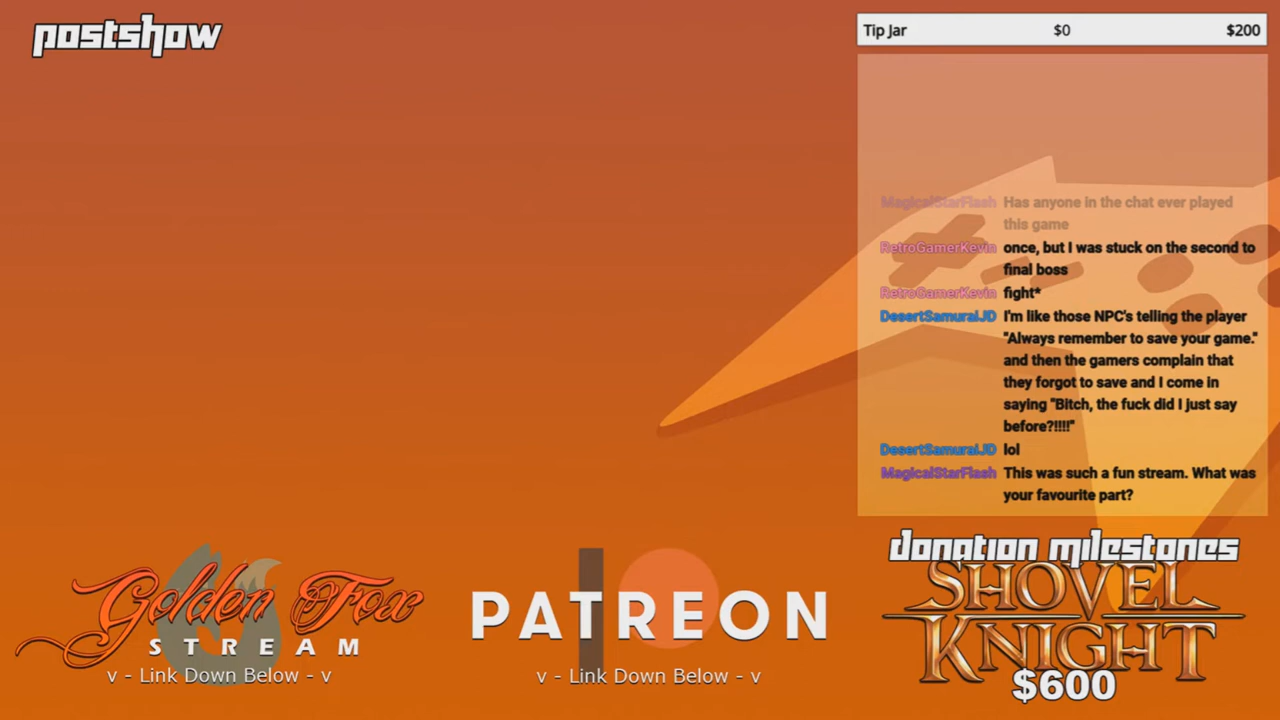 postshow
Tip Jar $0 $200
MagicalStarFlash Has anyone in the chat ever played
this game
RetroGamerKevin once, but I was stuck on the second to
final boss
RetroGamerKevin fight*
DesertSamuraiJD I'm like those NPC's telling the player
"Always remember to save your game."
and then the gamers complain that
they forgot to save and I come in
saying "Bitch, the fuck did I just say
before?!!!!"
DesertSamuraiJD lol
MagicalStarFlash This was such a fun stream. What was
your favourite part?
Golden Fox
STREAM
v - Link Down Below - v
PATREON
v - Link Down Below - v
donation milestones
SHOVEL
KNIGHT
$600